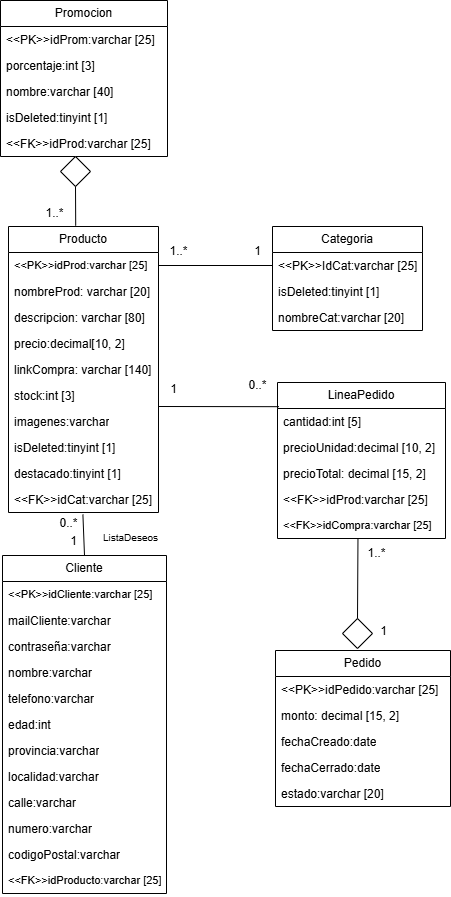 Promocion
<<PK>>idProm:varchar [25]
porcentaje:int [3]
nombre:varchar [40]
isDeleted:tinyint [1]
<<FK>>idProd:varchar [25]
1..*
Producto
<<PK>>idProd:varchar [25]
nombreProd: varchar [20]
descripcion: varchar [80]
precio:decimal[10, 2]
linkCompra: varchar [140]
stock:int [3]
imagenes:varchar
isDeleted:tinyint [1]
destacado:tinyint [1]
<<FK>>idCat:varchar [25]
1..*
1
Categoria
<<PK>>IdCat:varchar [25]
isDeleted:tinyint [1]
nombreCat:varchar [20]
1
0..*
LineaPedido
cantidad:int [5]
precioUnidad:decimal [10, 2]
precioTotal: decimal [15, 2]
<<FK>>idProd:varchar [25]
<<FK>>idCompra:varchar [25]
0..*
1
ListaDeseos
Cliente
<<PK>>idCliente:varchar [25]
mailCliente:varchar
contraseña:varchar
nombre:varchar
telefono:varchar
edad:int
provincia:varchar
localidad:varchar
calle:varchar
numero:varchar
codigoPostal:varchar
<<FK>>idProducto:varchar [25]
1..*
1
Pedido
<<PK>>idPedido:varchar [25]
monto: decimal [15, 2]
fechaCreado:date
fechaCerrado:date
estado:varchar [20]